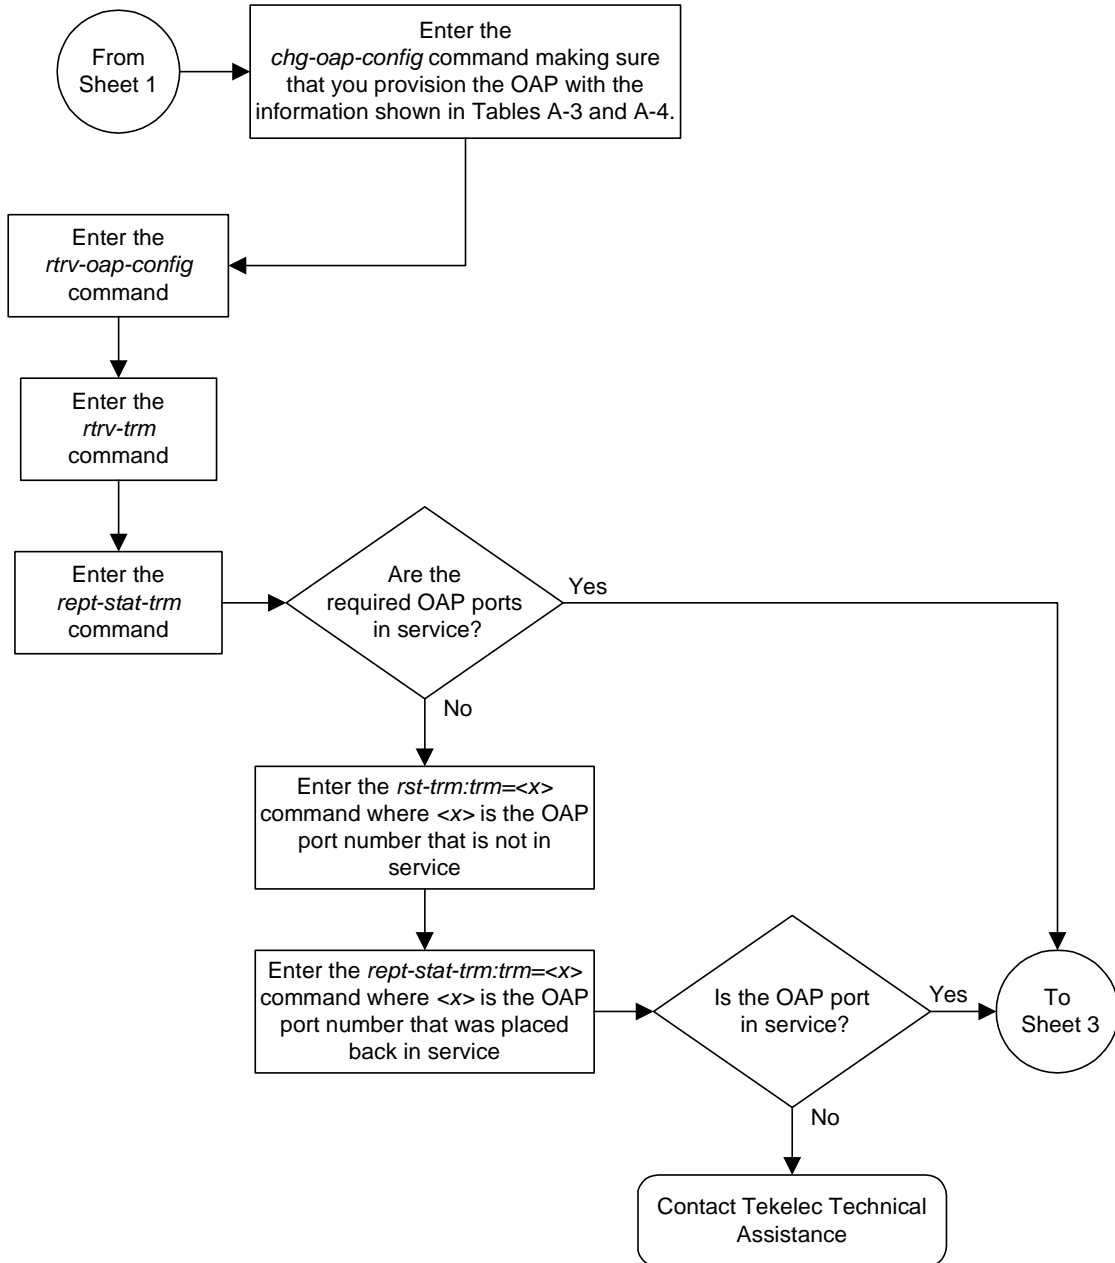 From
Sheet 1
Enter the
chg-oap-config command making sure
that you provision the OAP with the
information shown in Tables A-3 and A-4.
Enter the
rtrv-oap-config
command
Enter the
rtrv-trm
command
Enter the
rept-stat-trm
command
Are the
required OAP ports
in service?
Yes
No
Enter the rst-trm:trm=<x>
command where <x> is the OAP
port number that is not in
service
Enter the rept-stat-trm:trm=<x>
command where <x> is the OAP
port number that was placed
back in service
Is the OAP port
in service?
Yes
To
Sheet 3
No
Contact Tekelec Technical
Assistance